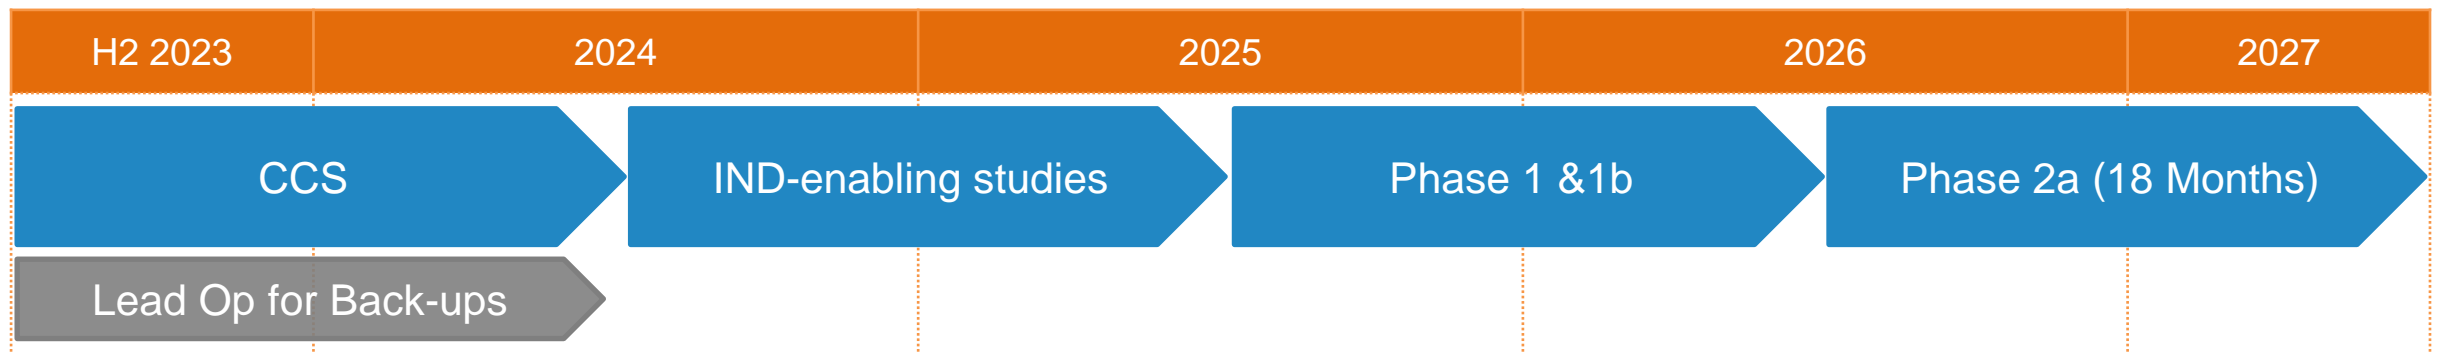 H2 2023
2024
2025
2026
2027
CCS
IND-enabling studies
Phase 1 &1b
Phase 2a (18 Months)
Lead Op for Back-ups